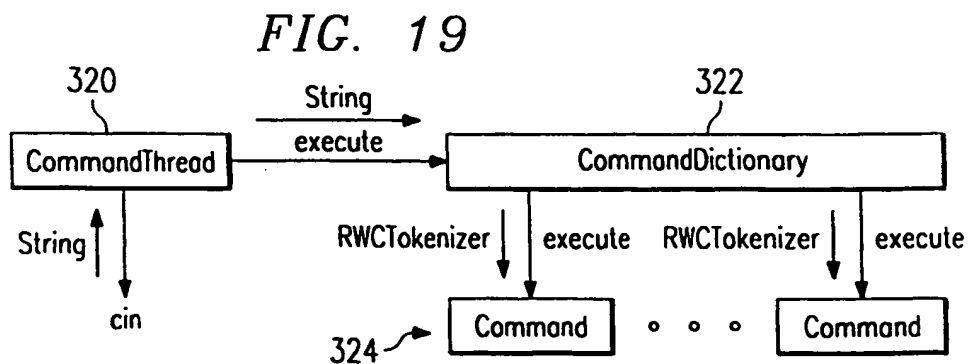 FIG. 19
320
322
String
execute
CommandThread
CommandDictionary
String
cin
RWCTokenizer
execute
RWCTokenizer
execute
324
Command
Command